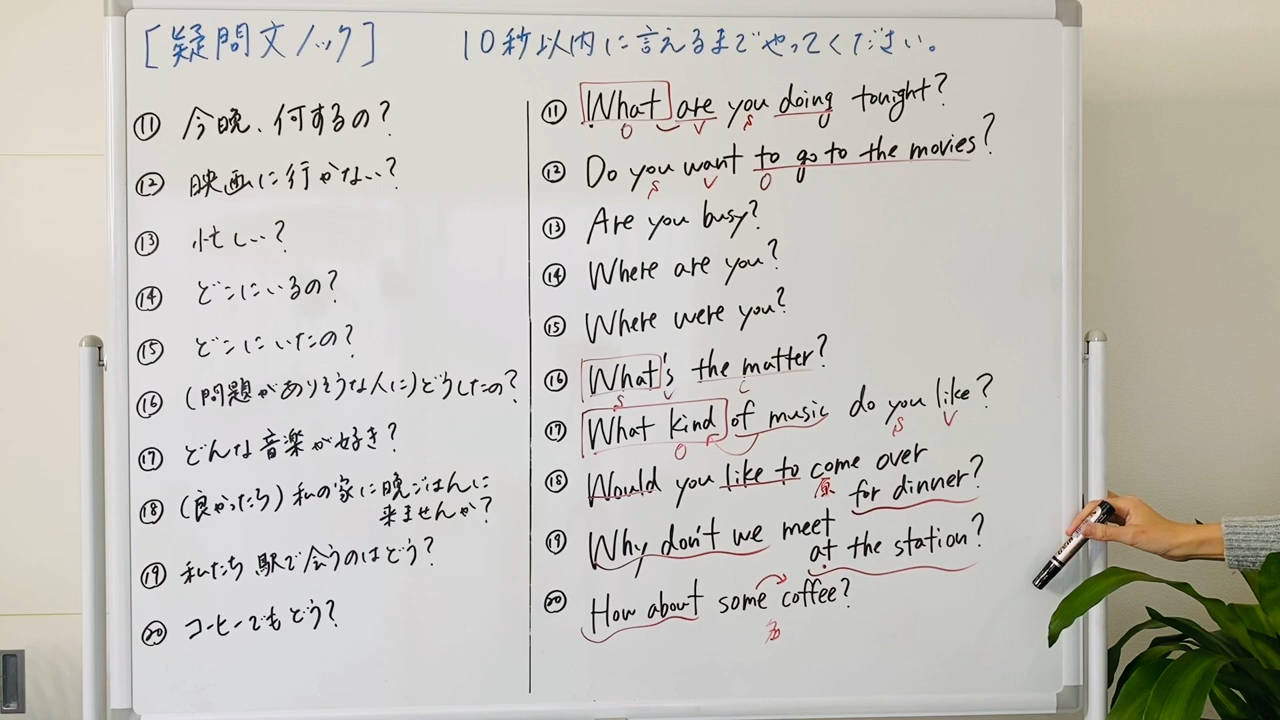 [疑問文ノック] 10秒以内に言えるまでやってください。
⑪ 今晩、何するの?
⑫ 映画に行かない?
⑬ 忙しい?
⑭ どこにいるの?
⑮ どこにいたの?
⑯ (問題がありそうな人に)どうしたの?
⑰ どんな音楽が好き?
⑱ (良かったら)私の家に晩ごはんに
来ませんか?
⑲ 私たち駅で会うのはどう?
⑳ コーヒーでもどう?
⑪ What are you doing tonight?
O V S
⑫ Do you want to go to the movies?
S V O
⑬ Are you busy?
⑭ Where are you?
⑮ Where were you?
⑯ What's the matter?
S V C
⑰ What kind of music do you like?
O S V
⑱ Would you like to come over
原 for dinner?
⑲ Why don't we meet
at the station?
⑳ How about some coffee?
名